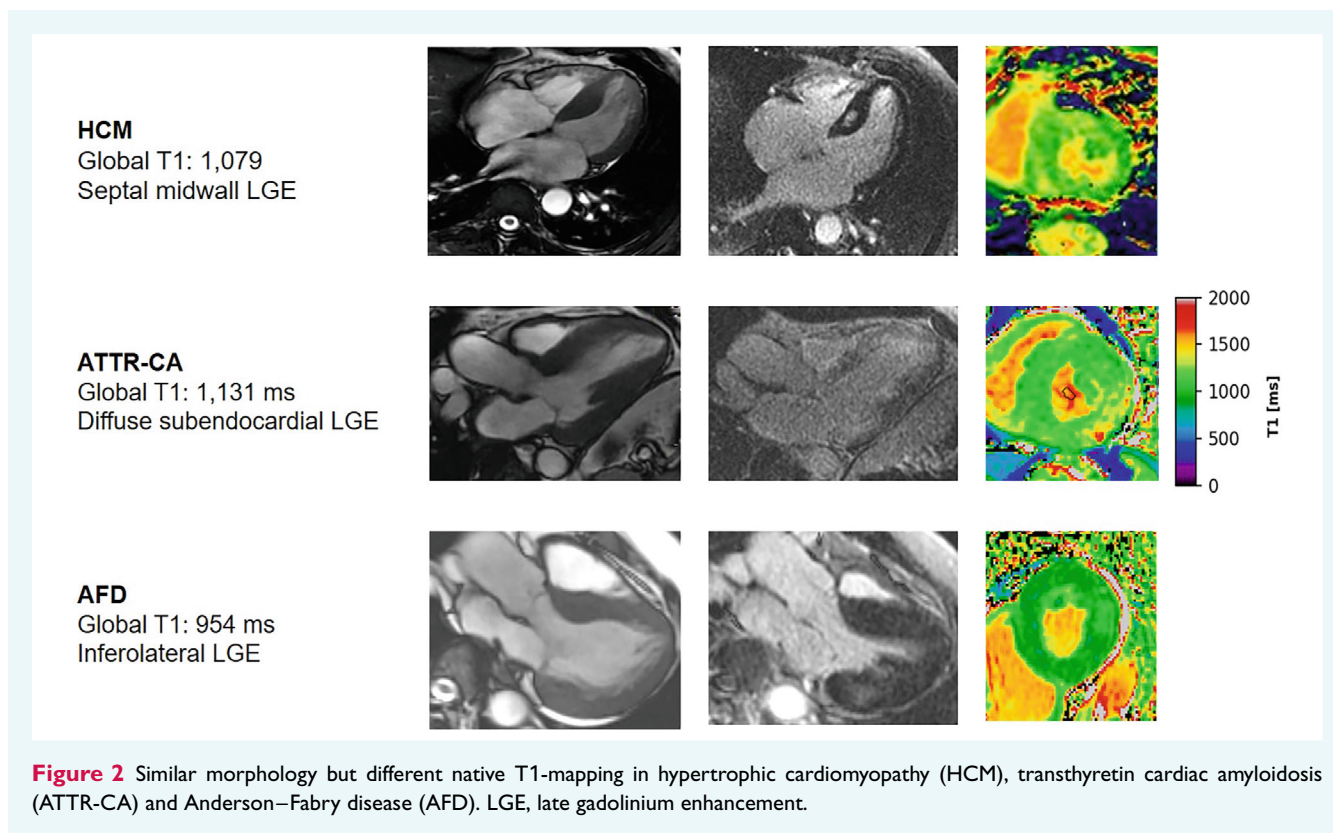 HCM
Global T1: 1,079
Septal midwall LGE
ATTR-CA
Global T1: 1,131 ms
Diffuse subendocardial LGE
2000
1500
1000
500
0
T1 [ms]
AFD
Global T1: 954 ms
Inferolateral LGE
Figure 2 Similar morphology but different native T1-mapping in hypertrophic cardiomyopathy (HCM), transthyretin cardiac amyloidosis
(ATTR-CA) and Anderson–Fabry disease (AFD). LGE, late gadolinium enhancement.